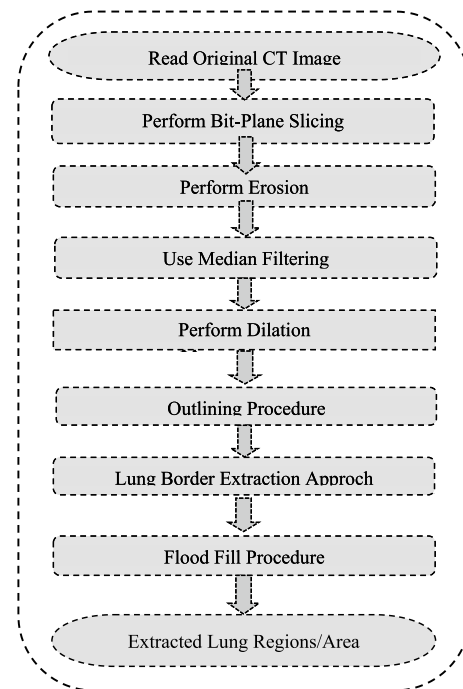 Read Original CT Image
Perform Bit-Plane Slicing
Perform Erosion
Use Median Filtering
Perform Dilation
Outlining Procedure
Lung Border Extraction Approch
Flood Fill Procedure
Extracted Lung Regions/Area